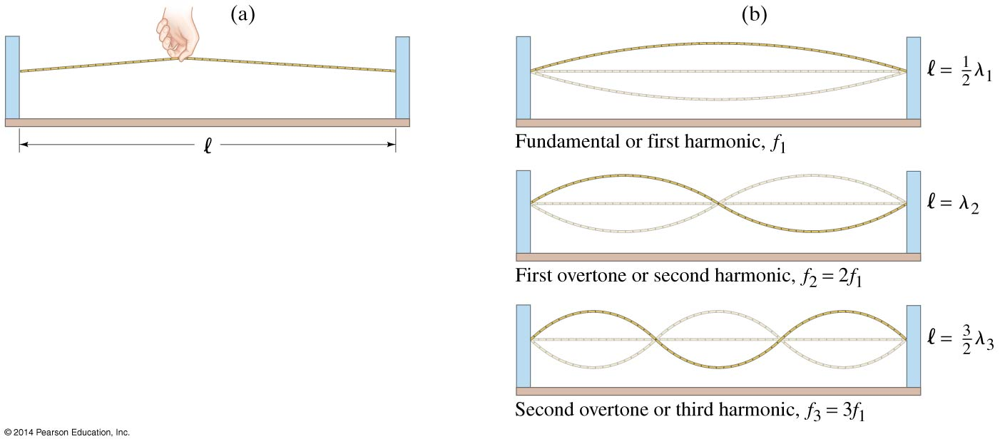 (a)
ℓ
(b)
ℓ = 1/2 λ₁
Fundamental or first harmonic, f₁
ℓ = λ₂
First overtone or second harmonic, f₂ = 2f₁
ℓ = 3/2 λ₃
Second overtone or third harmonic, f₃ = 3f₁
© 2014 Pearson Education, Inc.